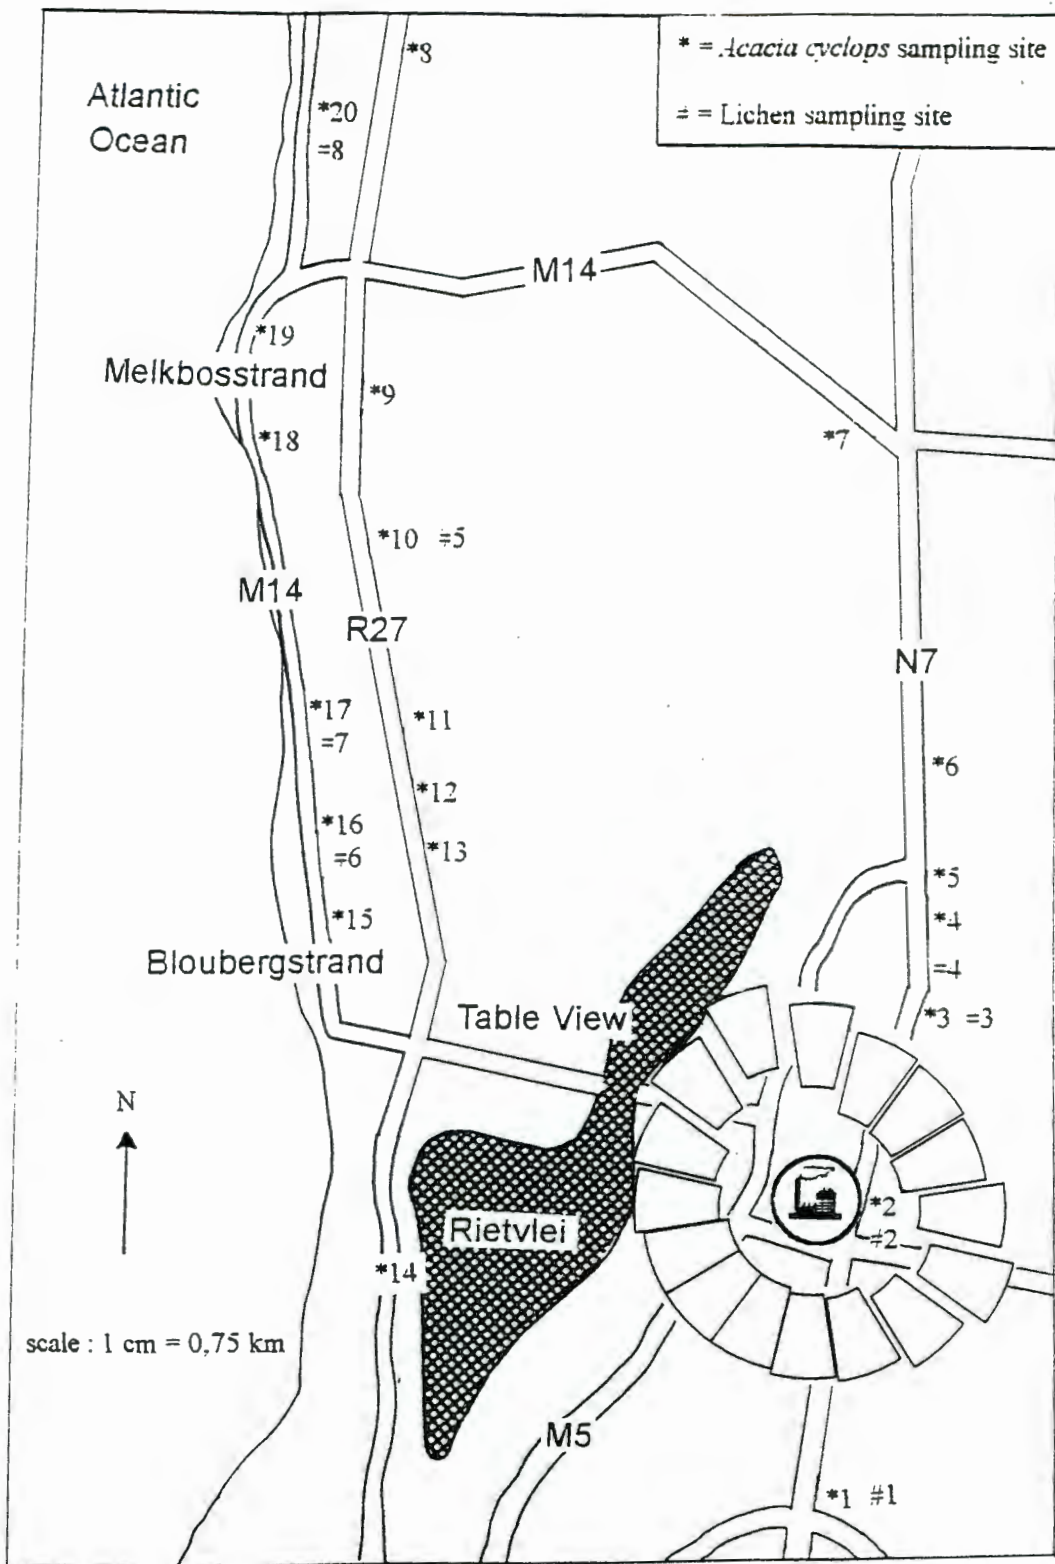 * = Acacia cyclops sampling site
# = Lichen sampling site
Atlantic
Ocean
*8
*20
#8
M14
*19
Melkbosstrand
*9
*18
*7
*10 #5
M14
R27
N7
*17
#7
*11
*6
*12
*16
#6
*13
*5
*15
*4
Bloubergstrand
#4
Table View
*3 #3
N
*2
Rietvlei
#2
*14
scale : 1 cm = 0,75 km
M5
*1 #1